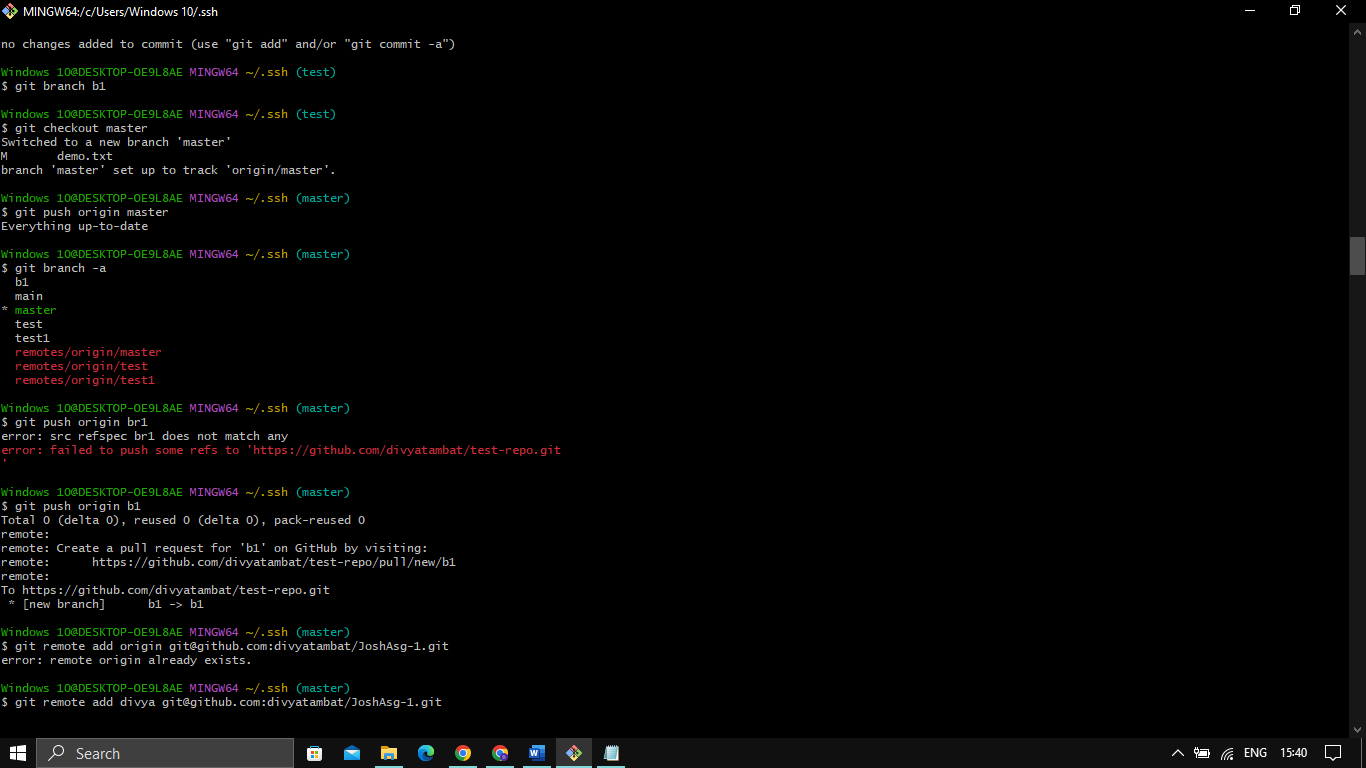 MINGW64:/c/Users/Windows 10/.ssh
no changes added to commit (use "git add" and/or "git commit -a")
Windows 10@DESKTOP-OE9L8AE MINGW64 ~/.ssh (test)
$ git branch b1
Windows 10@DESKTOP-OE9L8AE MINGW64 ~/.ssh (test)
$ git checkout master
Switched to a new branch 'master'
M       demo.txt
branch 'master' set up to track 'origin/master'.
Windows 10@DESKTOP-OE9L8AE MINGW64 ~/.ssh (master)
$ git push origin master
Everything up-to-date
Windows 10@DESKTOP-OE9L8AE MINGW64 ~/.ssh (master)
$ git branch -a
  b1
  main
* master
  test
  test1
  remotes/origin/master
  remotes/origin/test
  remotes/origin/test1
Windows 10@DESKTOP-OE9L8AE MINGW64 ~/.ssh (master)
$ git push origin br1
error: src refspec br1 does not match any
error: failed to push some refs to 'https://github.com/divyatambat/test-repo.git
'
Windows 10@DESKTOP-OE9L8AE MINGW64 ~/.ssh (master)
$ git push origin b1
Total 0 (delta 0), reused 0 (delta 0), pack-reused 0
remote:
remote: Create a pull request for 'b1' on GitHub by visiting:
remote:      https://github.com/divyatambat/test-repo/pull/new/b1
remote:
To https://github.com/divyatambat/test-repo.git
 * [new branch]      b1 -> b1
Windows 10@DESKTOP-OE9L8AE MINGW64 ~/.ssh (master)
$ git remote add origin git@github.com:divyatambat/JoshAsg-1.git
error: remote origin already exists.
Windows 10@DESKTOP-OE9L8AE MINGW64 ~/.ssh (master)
$ git remote add divya git@github.com:divyatambat/JoshAsg-1.git
Search
ENG
15:40